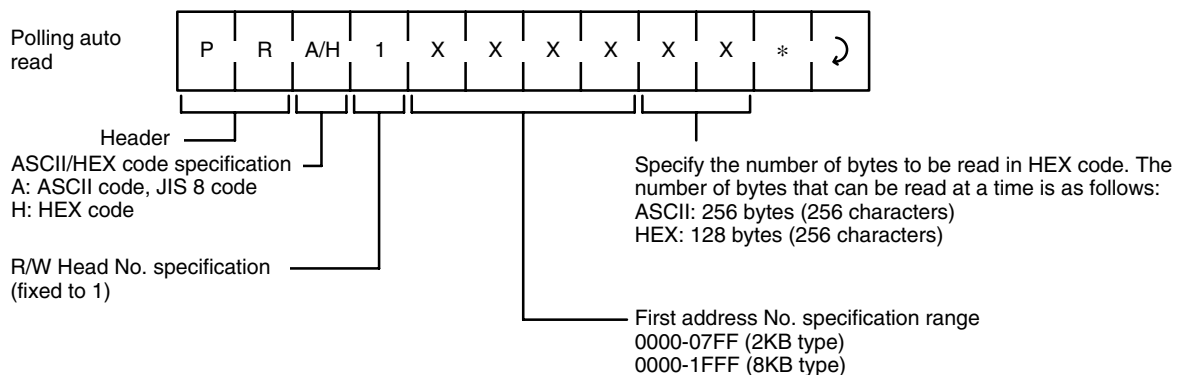 Polling auto
read
P R A/H 1 X X X X X X * ⤸
Header
ASCII/HEX code specification
A: ASCII code, JIS 8 code
H: HEX code
R/W Head No. specification
(fixed to 1)
Specify the number of bytes to be read in HEX code. The
number of bytes that can be read at a time is as follows:
ASCII: 256 bytes (256 characters)
HEX: 128 bytes (256 characters)
First address No. specification range
0000-07FF (2KB type)
0000-1FFF (8KB type)